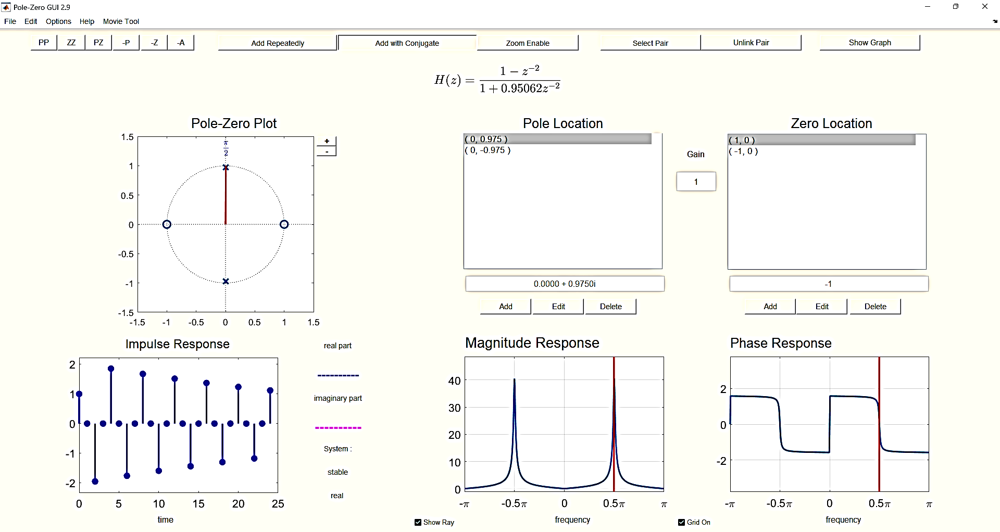 Pole-Zero GUI 2.9
File Edit Options Help Movie Tool
PP ZZ PZ -P -Z -A Add Repeatedly Add with Conjugate Zoom Enable Select Pair Unlink Pair Show Graph
H(z) = \frac{1 - z^{-2}}{1 + 0.95062z^{-2}}
Pole-Zero Plot
1.5
1
0.5
0
-0.5
-1
-1.5
-1.5 -1 -0.5 0 0.5 1 1.5
π
2
+
-
Pole Location
( 0, 0.975 )
( 0, -0.975 )
0.0000 + 0.9750i
Add Edit Delete
Gain
1
Zero Location
( 1, 0 )
( -1, 0 )
-1
Add Edit Delete
Impulse Response
2
1
0
-1
-2
0 5 10 15 20 25
time
real part
imaginary part
System :
stable
real
Magnitude Response
40
30
20
10
0
-π -0.5π 0 0.5π π
frequency
Show Ray
Phase Response
2
0
-2
-π -0.5π 0 0.5π π
frequency
Grid On